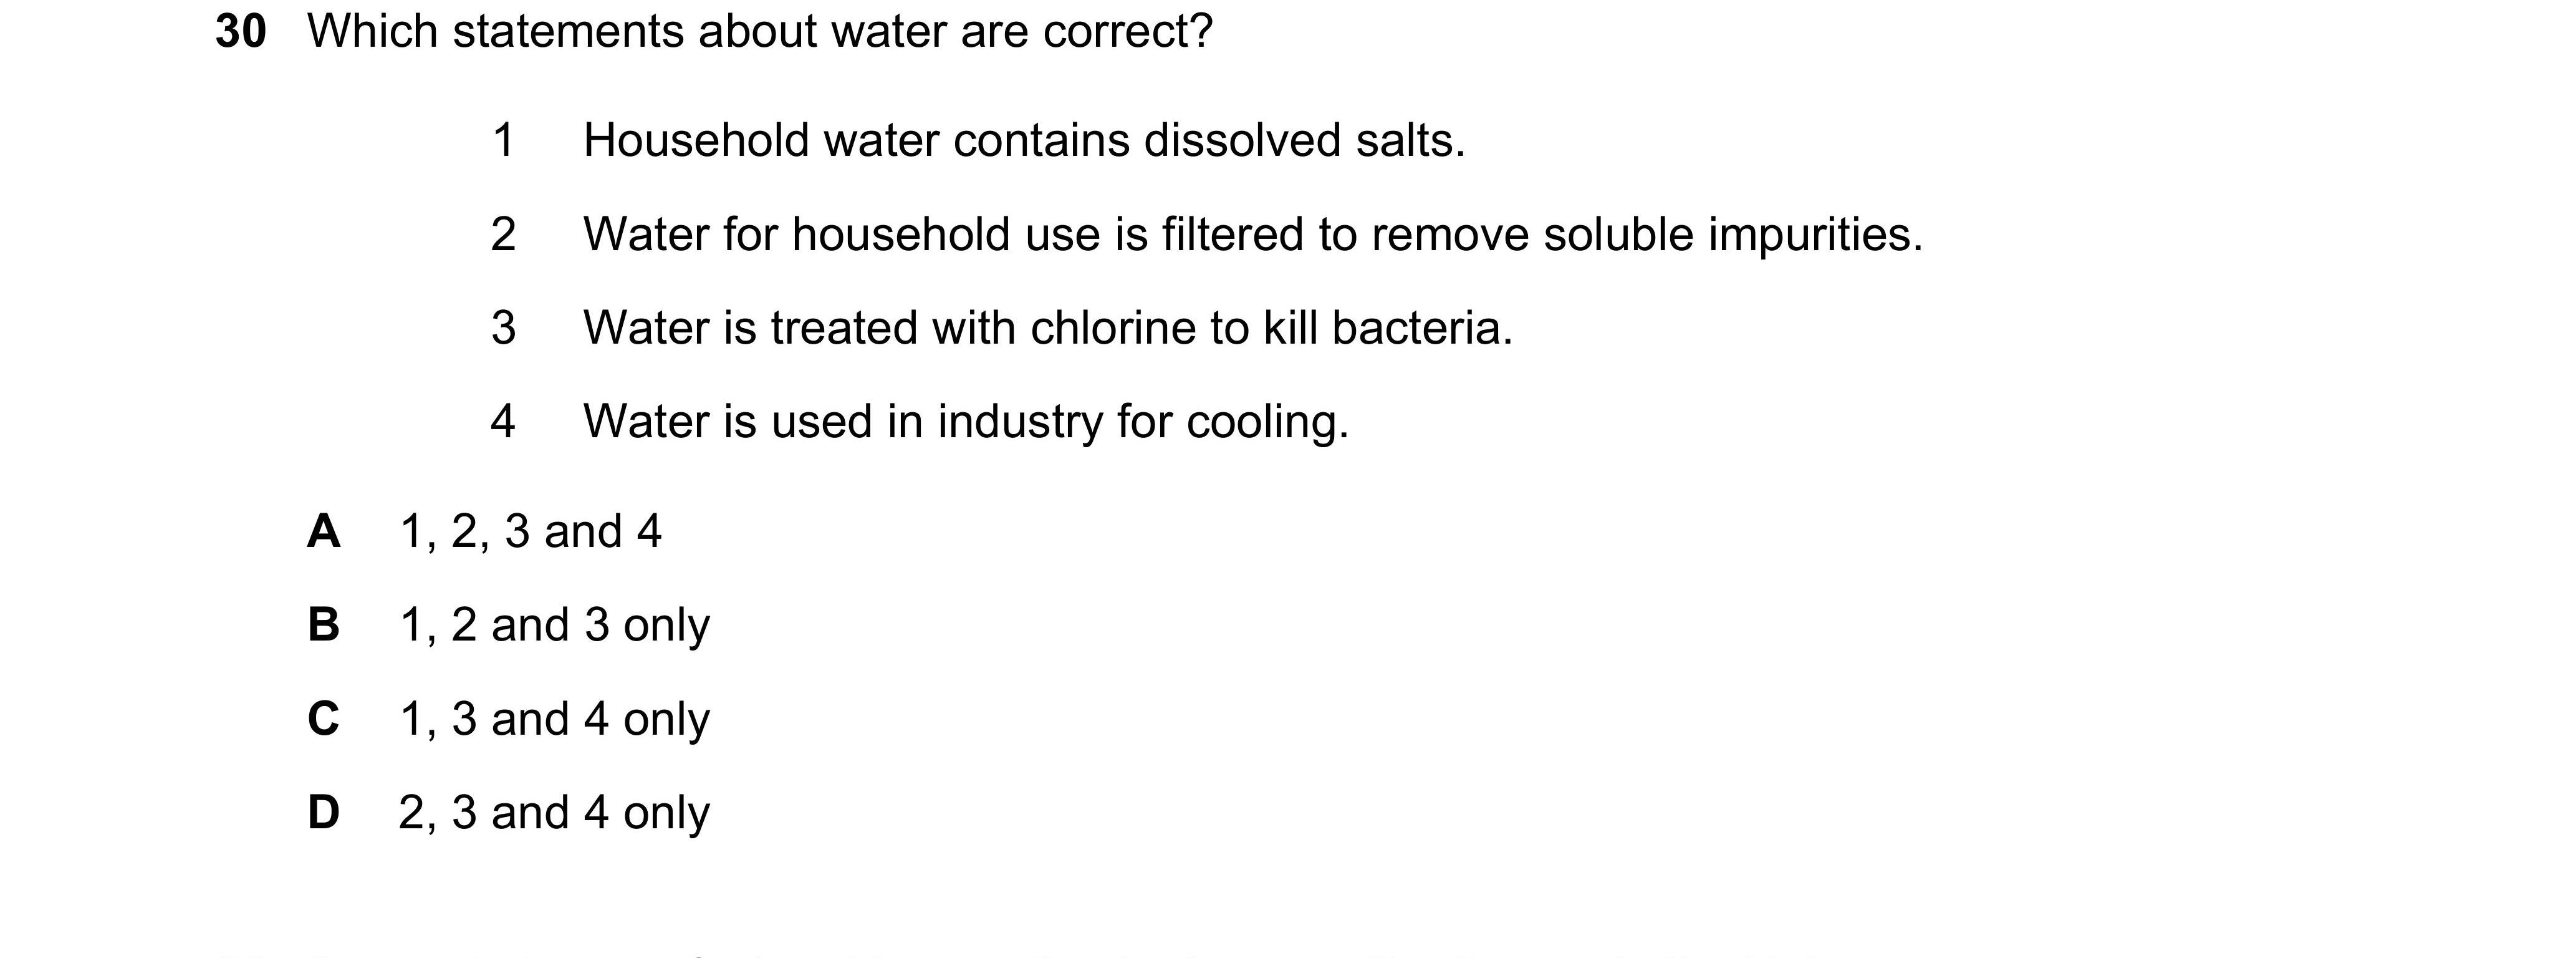 30 Which statements about water are correct?
1 Household water contains dissolved salts.
2 Water for household use is filtered to remove soluble impurities.
3 Water is treated with chlorine to kill bacteria.
4 Water is used in industry for cooling.
A 1, 2, 3 and 4
B 1, 2 and 3 only
C 1, 3 and 4 only
D 2, 3 and 4 only